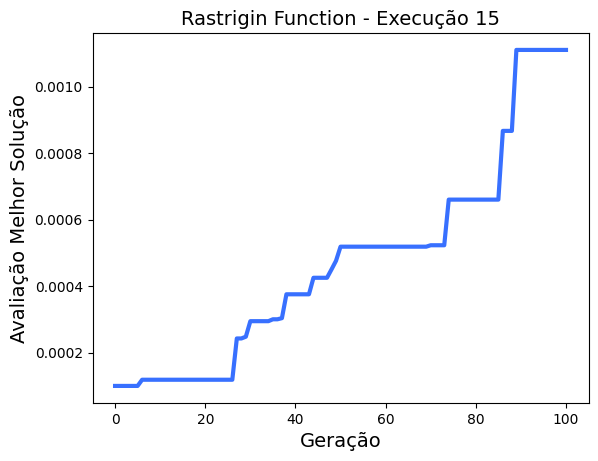 Rastrigin Function - Execução 15
Avaliação Melhor Solução
0.0010
0.0008
0.0006
0.0004
0.0002
0 20 40 60 80 100
Geração